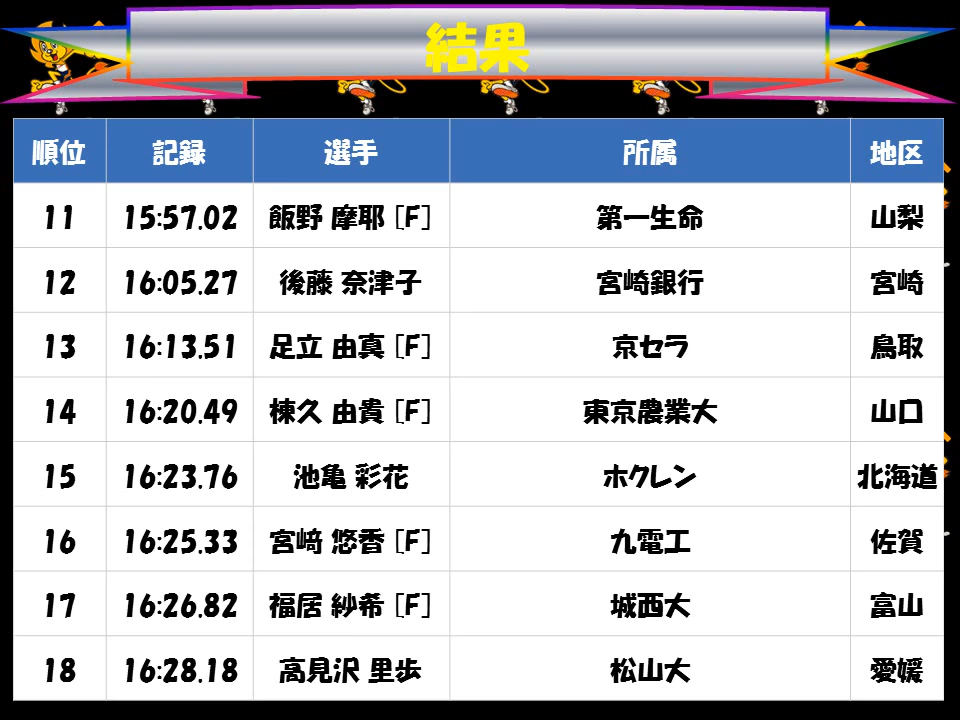 結果
順位 記録 選手 所属 地区
11 15:57.02 飯野 摩耶 [F] 第一生命 山梨
12 16:05.27 後藤 奈津子 宮崎銀行 宮崎
13 16:13.51 足立 由真 [F] 京セラ 鳥取
14 16:20.49 棟久 由貴 [F] 東京農業大 山口
15 16:23.76 池亀 彩花 ホクレン 北海道
16 16:25.33 宮﨑 悠香 [F] 九電工 佐賀
17 16:26.82 福居 紗希 [F] 城西大 富山
18 16:28.18 高見沢 里歩 松山大 愛媛